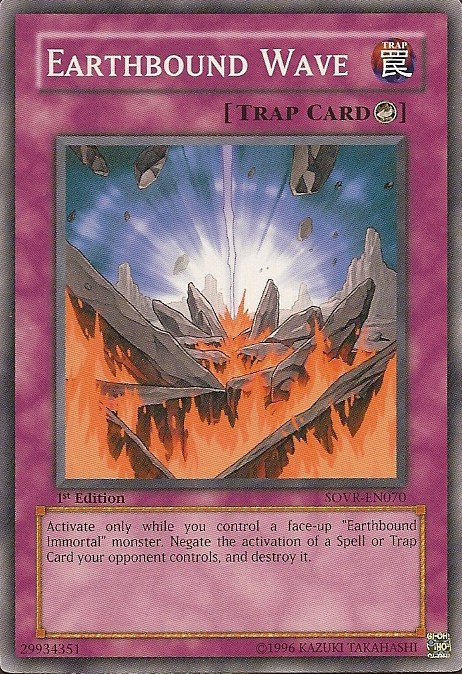 EARTHBOUND WAVE
TRAP
罠
[TRAP CARD]
1st Edition
SOVR-EN070
Activate only while you control a face-up "Earthbound
Immortal" monster. Negate the activation of a Spell or Trap
Card your opponent controls, and destroy it.
29934351
©1996 KAZUKI TAKAHASHI